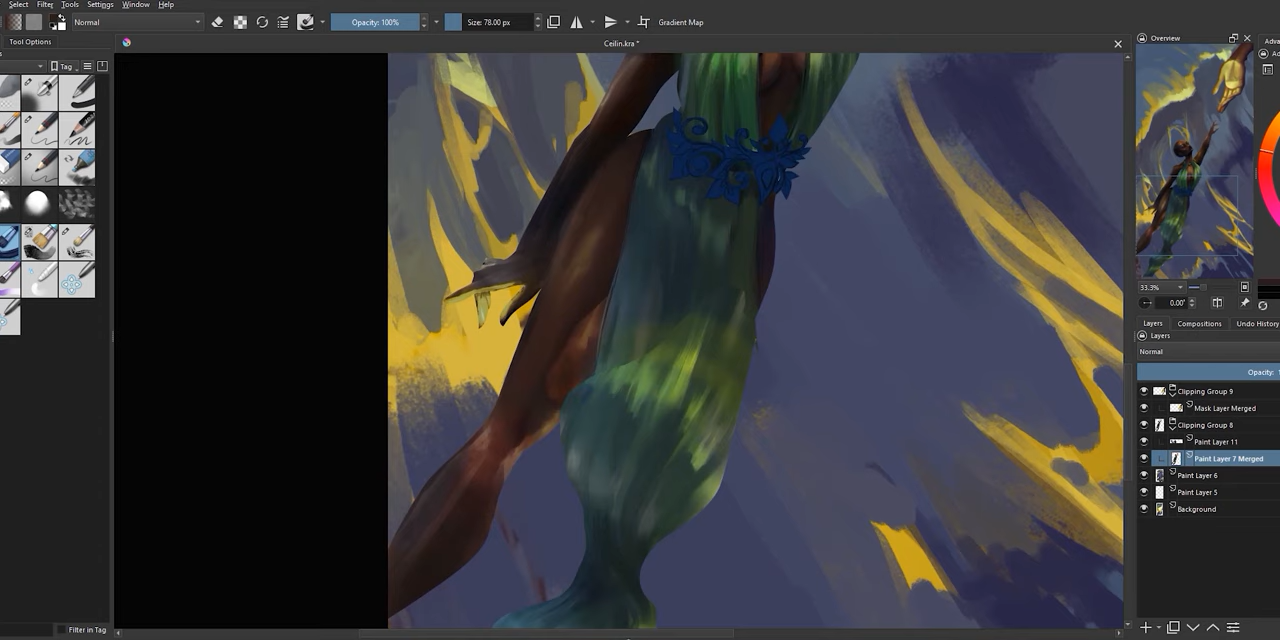 Select Filter Tools Settings Window Help
Normal Opacity: 100% Size: 78.00 px Gradient Map
Tool Options Ceilin.kra * Overview
Tag
33.3%
0.00°
Layers Compositions Undo History
Layers
Normal
Opacity:
Clipping Group 9
Mask Layer Merged
Clipping Group 8
Paint Layer 11
Paint Layer 7 Merged
Paint Layer 6
Paint Layer 5
Background
Filter in Tag